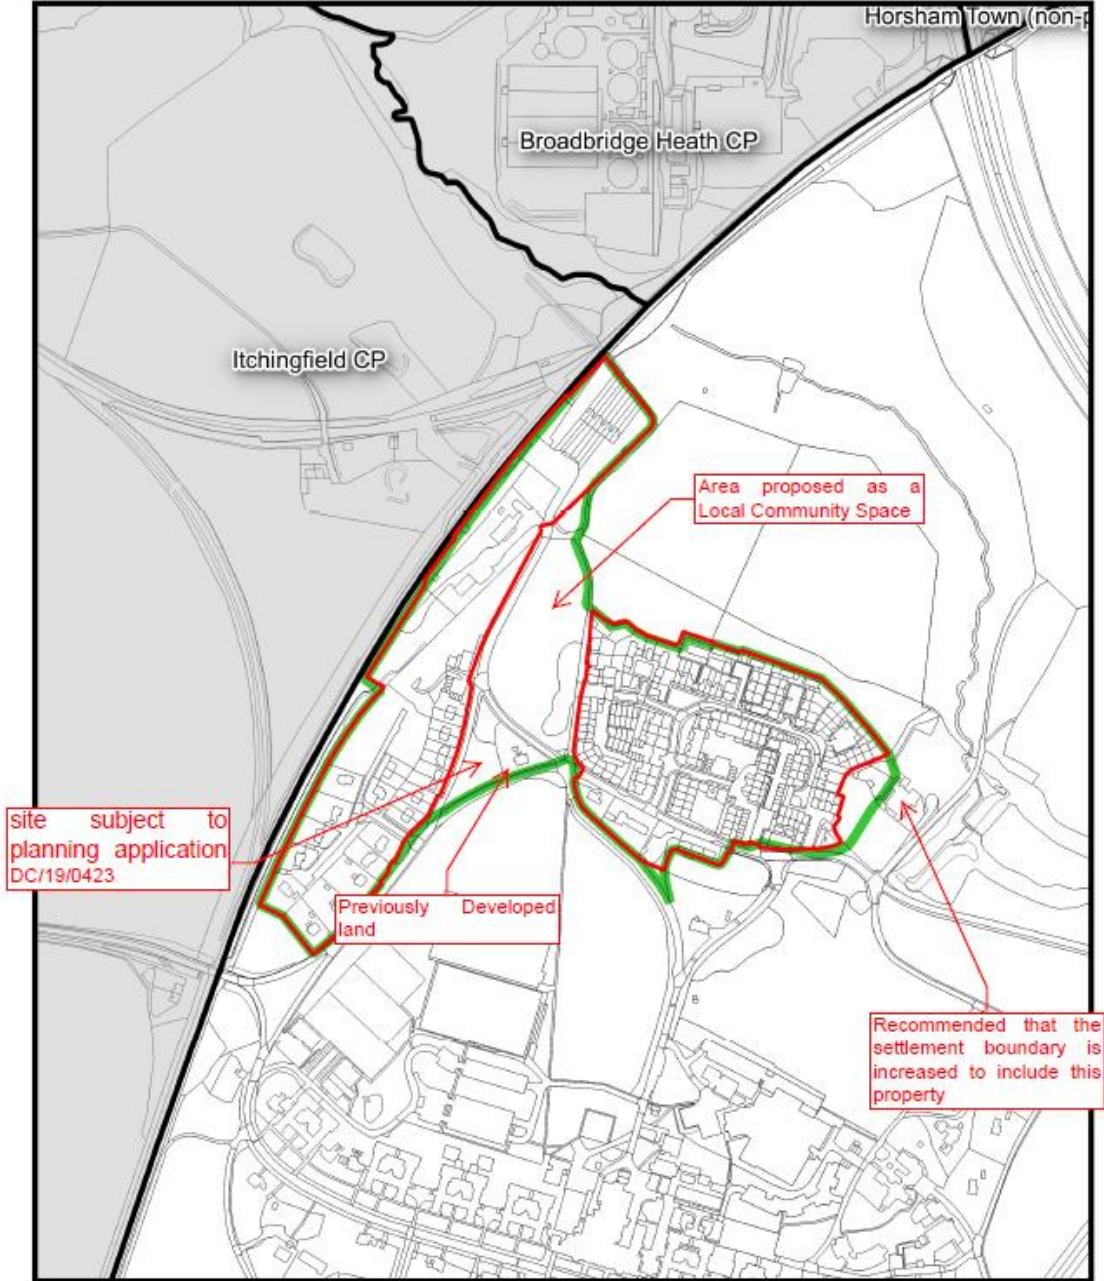 Horsham Town (non-p
Broadbridge Heath CP
Itchingfield CP
Area proposed as a
Local Community Space
site subject to
planning application
DC/19/0423
Previously Developed
land
Recommended that the
settlement boundary is
increased to include this
property